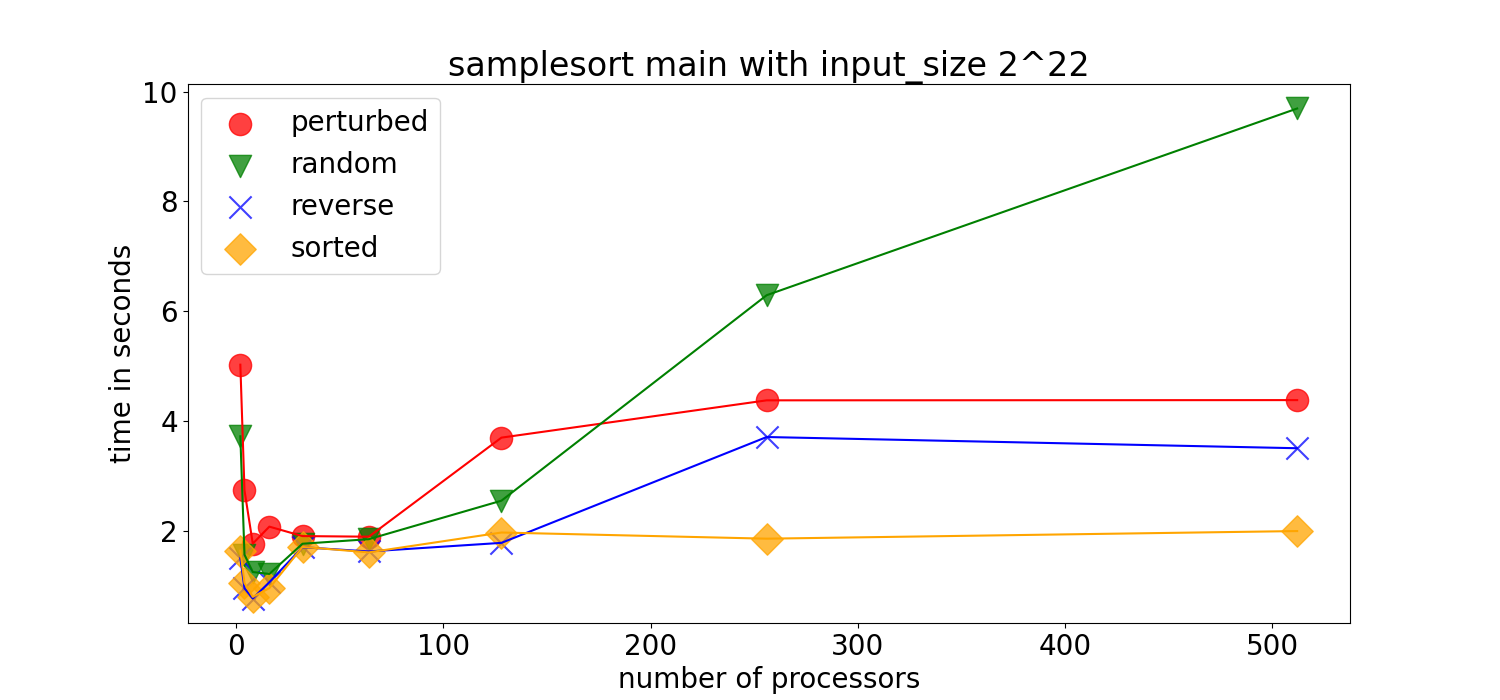 samplesort main with input_size 2^22
10
8
6
4
2
time in seconds
perturbed
random
reverse
sorted
0 100 200 300 400 500
number of processors